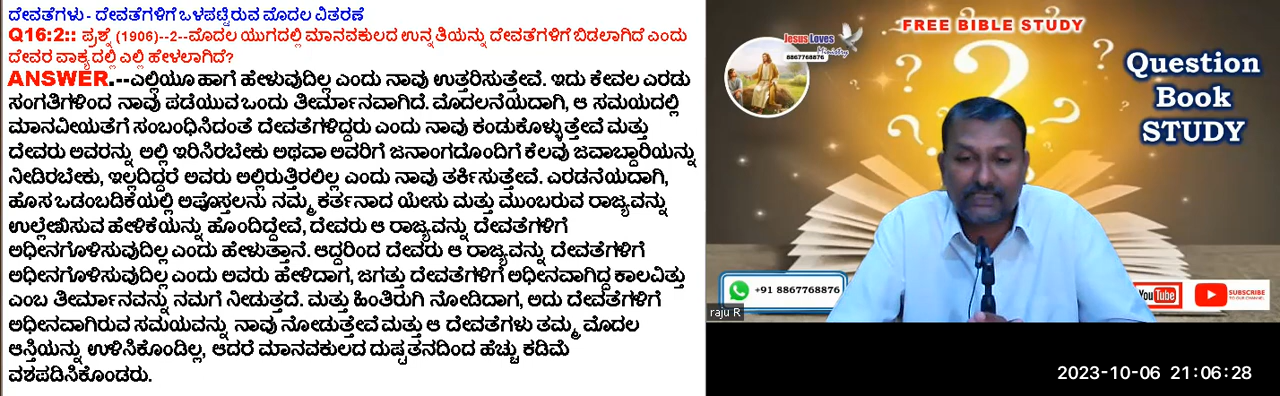 ದೇವತೆಗಳು - ದೇವತೆಗಳಿಗೆ ಒಳಪಟ್ಟಿರುವ ಮೊದಲ ವಿತರಣೆ
Q16:2:: ಪ್ರಶ್ನೆ (1906)--2--ಮೊದಲ ಯುಗದಲ್ಲಿ ಮಾನವಕುಲದ ಉನ್ನತಿಯನ್ನು ದೇವತೆಗಳಿಗೆ ಬಿಡಲಾಗಿದೆ ಎಂದು
ದೇವರ ವಾಕ್ಯದಲ್ಲಿ ಎಲ್ಲಿ ಹೇಳಲಾಗಿದೆ?
ANSWER.--ಎಲ್ಲಿಯೂ ಹಾಗೆ ಹೇಳುವುದಿಲ್ಲ ಎಂದು ನಾವು ಉತ್ತರಿಸುತ್ತೇವೆ. ಇದು ಕೇವಲ ಎರಡು
ಸಂಗತಿಗಳಿಂದ ನಾವು ಪಡೆಯುವ ಒಂದು ತೀರ್ಮಾನವಾಗಿದೆ. ಮೊದಲನೆಯದಾಗಿ, ಆ ಸಮಯದಲ್ಲಿ
ಮಾನವೀಯತೆಗೆ ಸಂಬಂಧಿಸಿದಂತೆ ದೇವತೆಗಳಿದ್ದರು ಎಂದು ನಾವು ಕಂಡುಕೊಳ್ಳುತ್ತೇವೆ ಮತ್ತು
ದೇವರು ಅವರನ್ನು ಅಲ್ಲಿ ಇರಿಸಿರಬೇಕು ಅಥವಾ ಅವರಿಗೆ ಜನಾಂಗದೊಂದಿಗೆ ಕೆಲವು ಜವಾಬ್ದಾರಿಯನ್ನು
ನೀಡಿರಬೇಕು, ಇಲ್ಲದಿದ್ದರೆ ಅವರು ಅಲ್ಲಿರುತ್ತಿರಲಿಲ್ಲ ಎಂದು ನಾವು ತರ್ಕಿಸುತ್ತೇವೆ. ಎರಡನೆಯದಾಗಿ,
ಹೊಸ ಒಡಂಬಡಿಕೆಯಲ್ಲಿ ಅಪೊಸ್ತಲನು ನಮ್ಮ ಕರ್ತನಾದ ಯೇಸು ಮತ್ತು ಮುಂಬರುವ ರಾಜ್ಯವನ್ನು
ಉಲ್ಲೇಖಿಸುವ ಹೇಳಿಕೆಯನ್ನು ಹೊಂದಿದ್ದೇವೆ, ದೇವರು ಆ ರಾಜ್ಯವನ್ನು ದೇವತೆಗಳಿಗೆ
ಅಧೀನಗೊಳಿಸುವುದಿಲ್ಲ ಎಂದು ಹೇಳುತ್ತಾನೆ. ಆದ್ದರಿಂದ ದೇವರು ಆ ರಾಜ್ಯವನ್ನು ದೇವತೆಗಳಿಗೆ
ಅಧೀನಗೊಳಿಸುವುದಿಲ್ಲ ಎಂದು ಅವರು ಹೇಳಿದಾಗ, ಜಗತ್ತು ದೇವತೆಗಳಿಗೆ ಅಧೀನವಾಗಿದ್ದ ಕಾಲವಿತ್ತು
ಎಂಬ ತೀರ್ಮಾನವನ್ನು ನಮಗೆ ನೀಡುತ್ತದೆ. ಮತ್ತು ಹಿಂತಿರುಗಿ ನೋಡಿದಾಗ, ಅದು ದೇವತೆಗಳಿಗೆ
ಅಧೀನವಾಗಿರುವ ಸಮಯವನ್ನು ನಾವು ನೋಡುತ್ತೇವೆ ಮತ್ತು ಆ ದೇವತೆಗಳು ತಮ್ಮ ಮೊದಲ
ಆಸ್ತಿಯನ್ನು ಉಳಿಸಿಕೊಂಡಿಲ್ಲ, ಆದರೆ ಮಾನವಕುಲದ ದುಷ್ಟತನದಿಂದ ಹೆಚ್ಚು ಕಡಿಮೆ
ವಶಪಡಿಸಿಕೊಂಡರು.
FREE BIBLE STUDY
Jesus Loves
Ministry
8867768876
Question
Book
STUDY
+91 8867768876
You Tube
SUBSCRIBE
TO OUR CHANNEL
raju R
2023-10-06 21:06:28